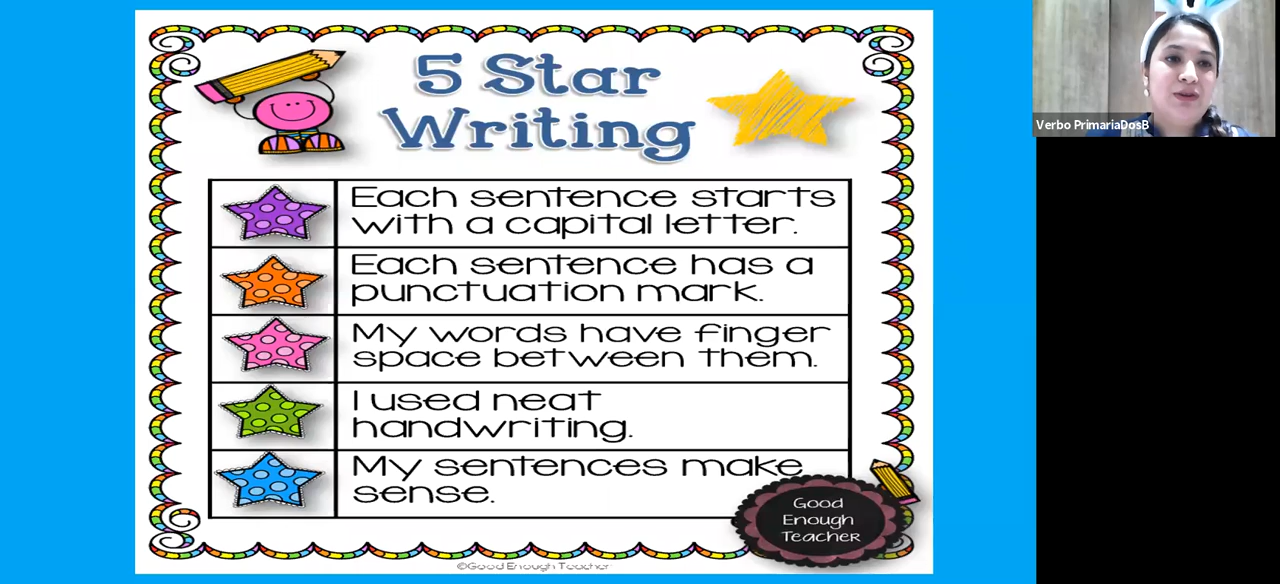 5 Star
Writing
Each sentence starts
with a capital letter.
Each sentence has a
punctuation mark.
My words have finger
space between them.
I used neat
handwriting.
My sentences make
sense.
Good
Enough
Teacher
©Good Enough Teacher
Verbo PrimariaDosB